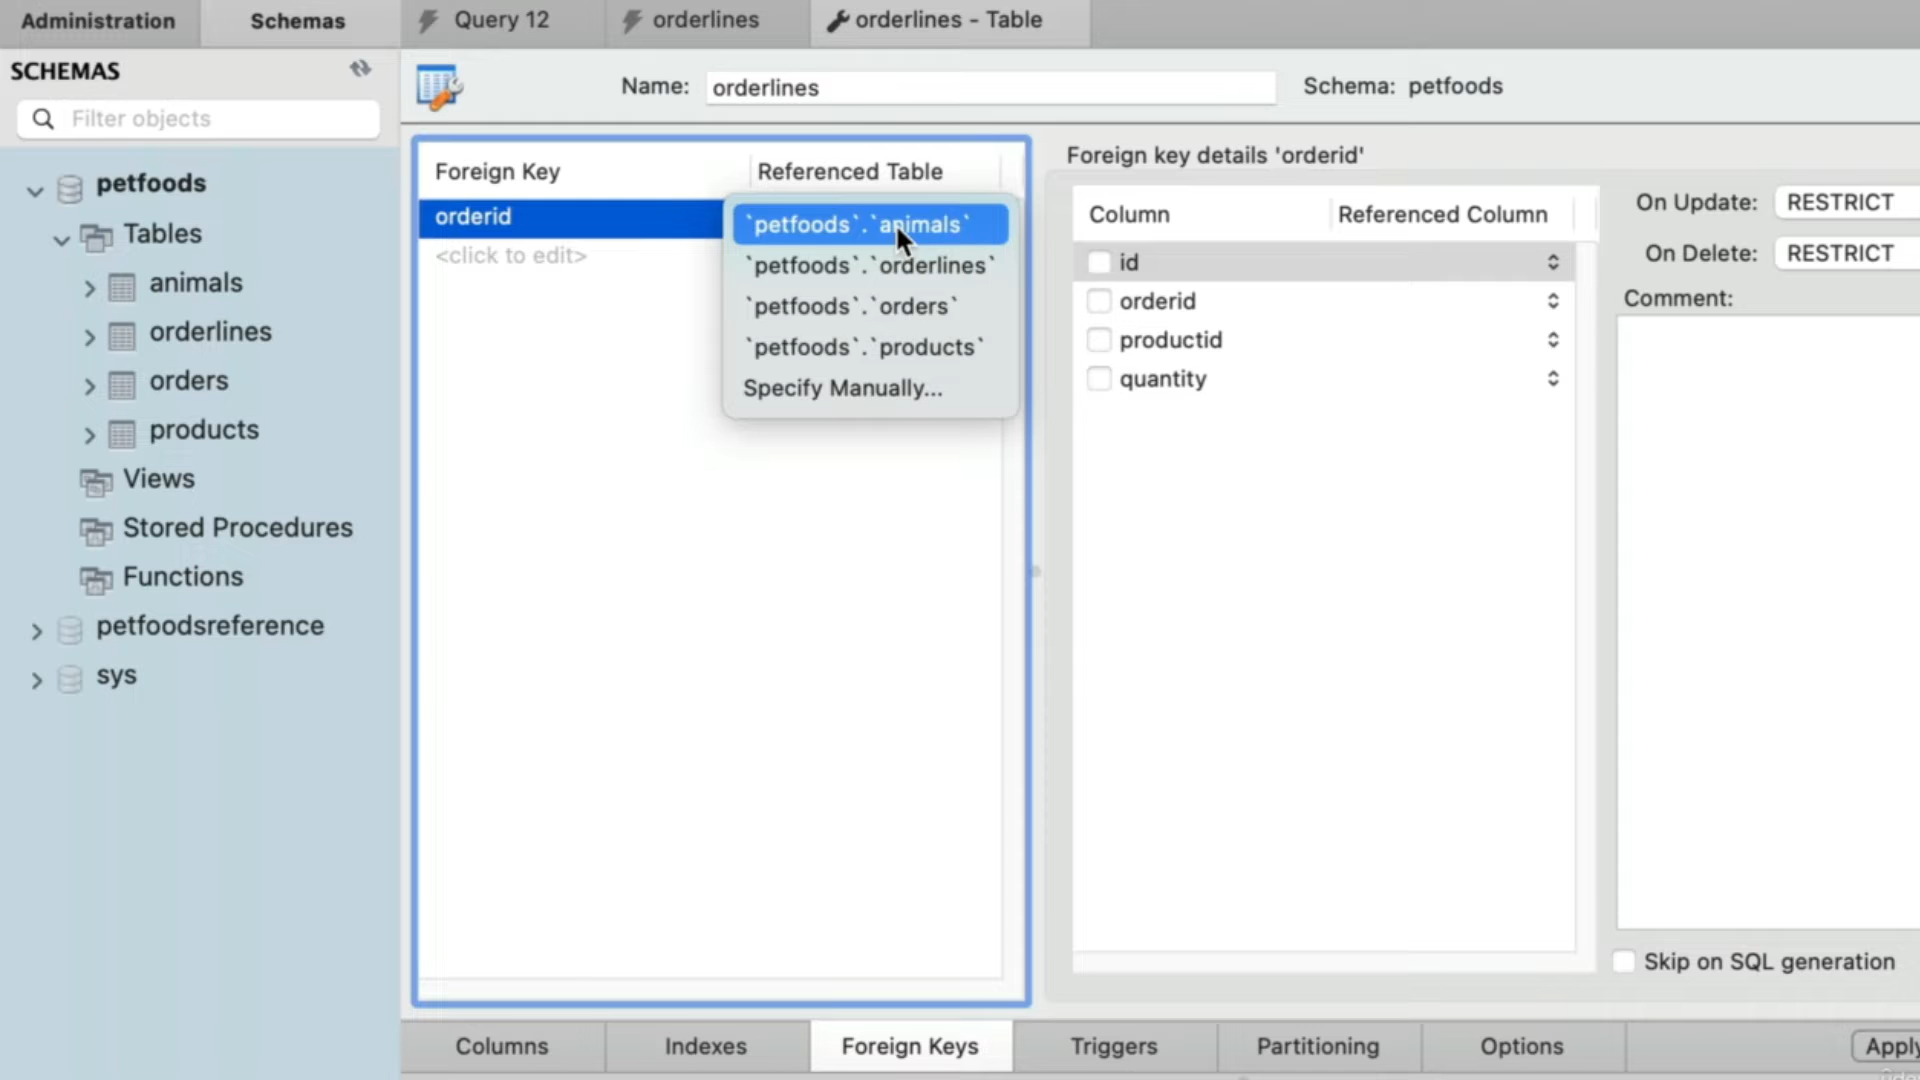 Administration
Schemas
Query 12
orderlines
orderlines - Table
SCHEMAS
Filter objects
petfoods
Tables
animals
orderlines
orders
products
Views
Stored Procedures
Functions
petfoodsreference
sys
Name:
orderlines
Schema: petfoods
Foreign Key
Referenced Table
orderid
<click to edit>
`petfoods`.`animals`
`petfoods`.`orderlines`
`petfoods`.`orders`
`petfoods`.`products`
Specify Manually...
Foreign key details 'orderid'
Column
Referenced Column
id
orderid
productid
quantity
On Update: RESTRICT
On Delete: RESTRICT
Comment:
Skip on SQL generation
Columns
Indexes
Foreign Keys
Triggers
Partitioning
Options
Apply